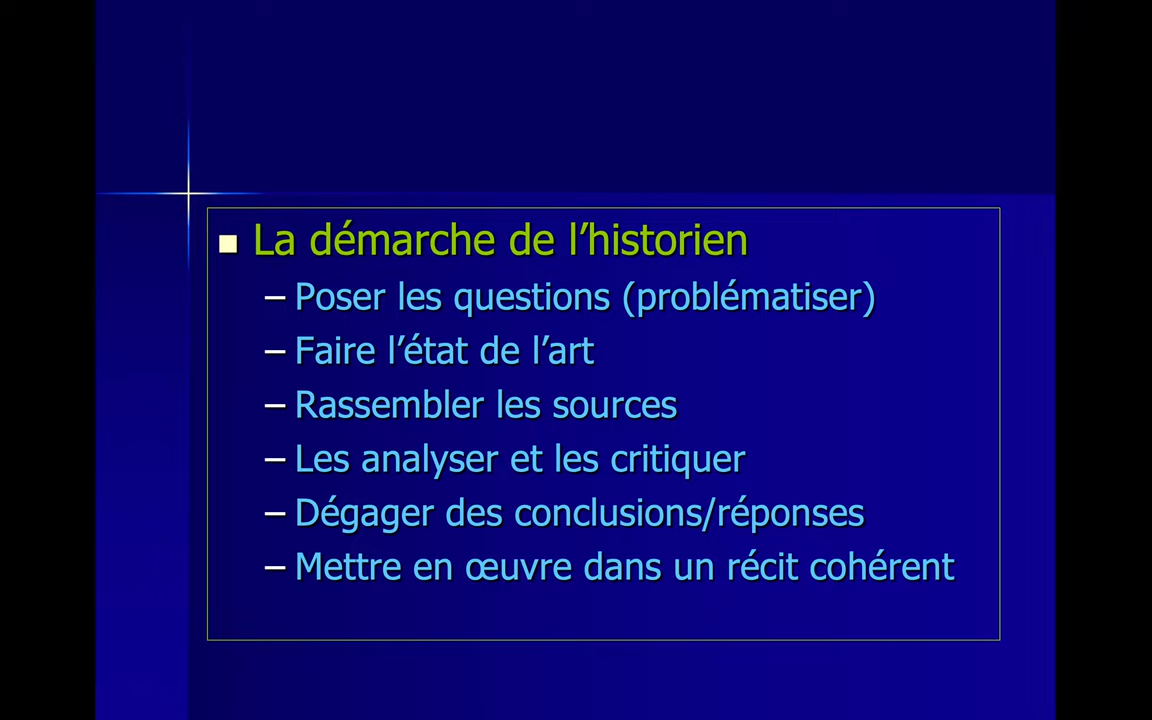 La démarche de l’historien
– Poser les questions (problématiser)
– Faire l’état de l’art
– Rassembler les sources
– Les analyser et les critiquer
– Dégager des conclusions/réponses
– Mettre en œuvre dans un récit cohérent